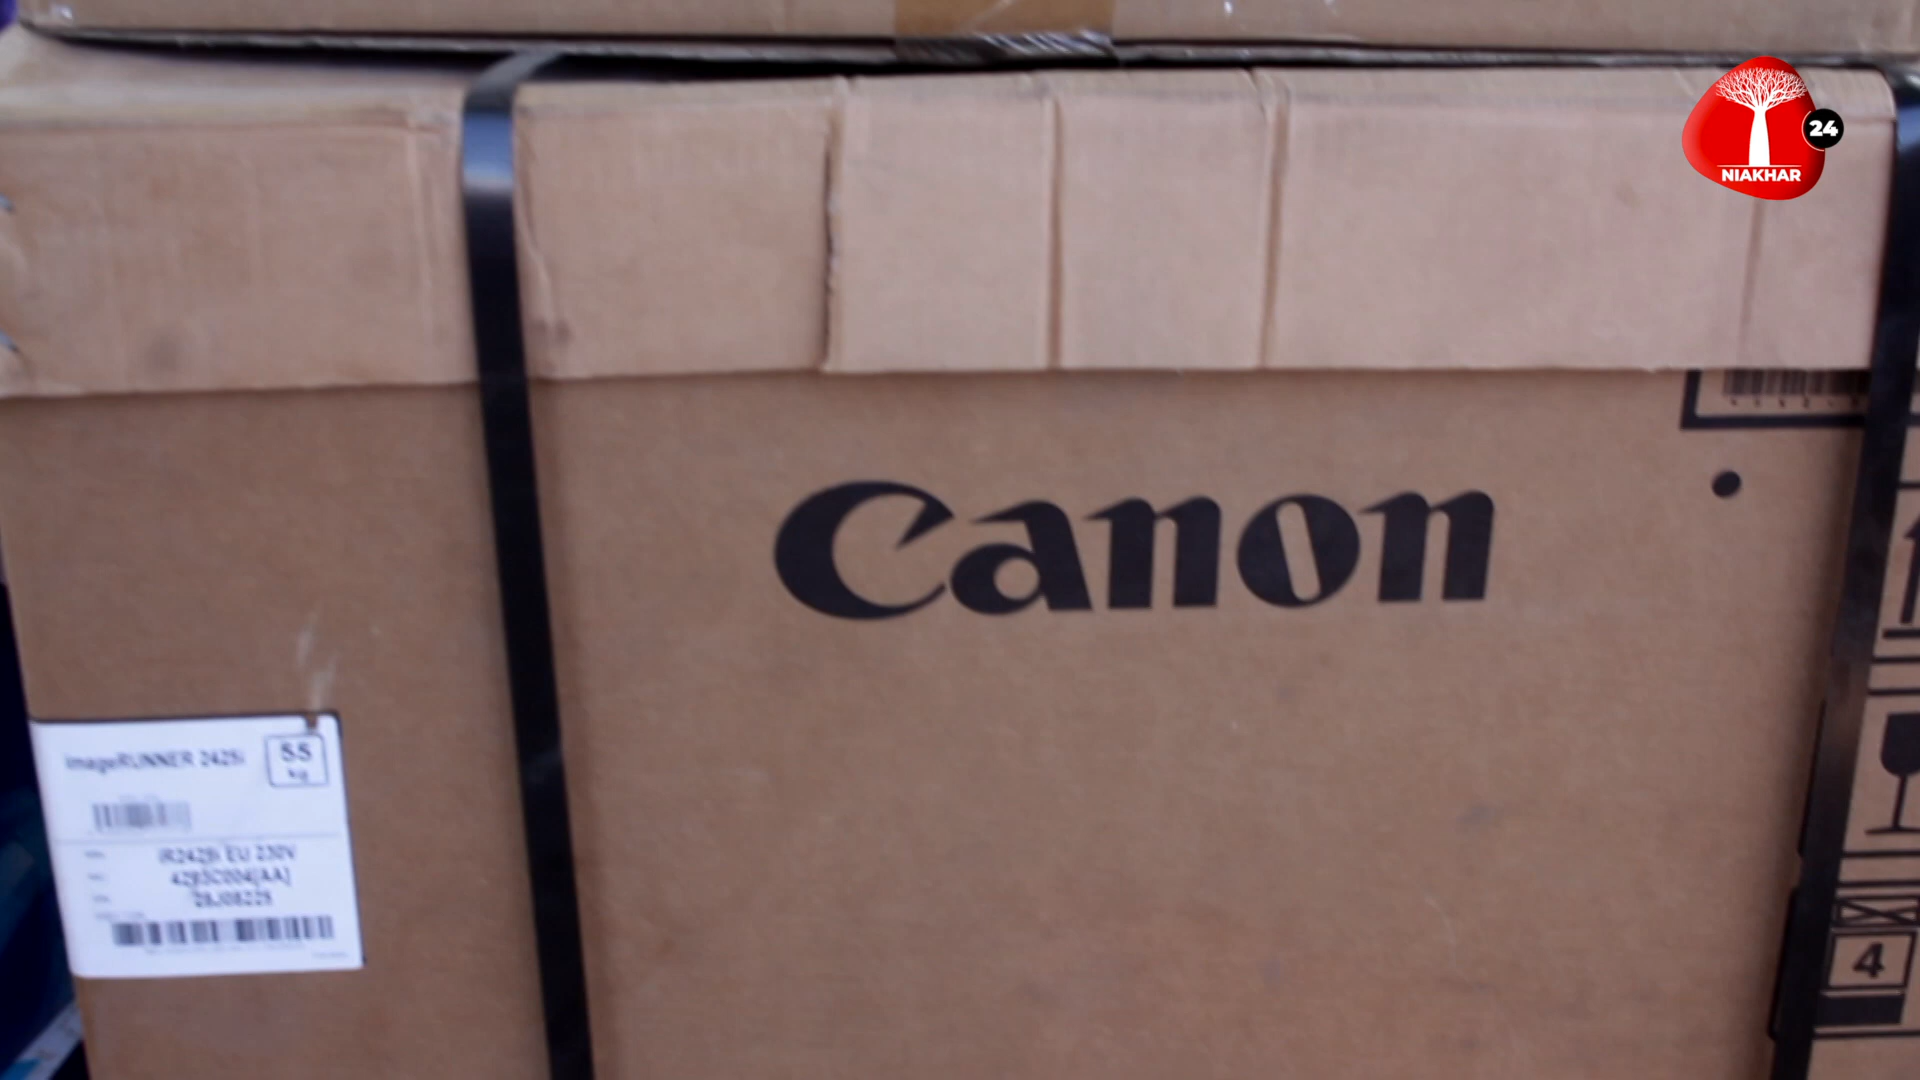 24
NIAKHAR
Canon
imageRUNNER 2425i
55
kg
iR2425i EU 230V
4293C004[AA]
4